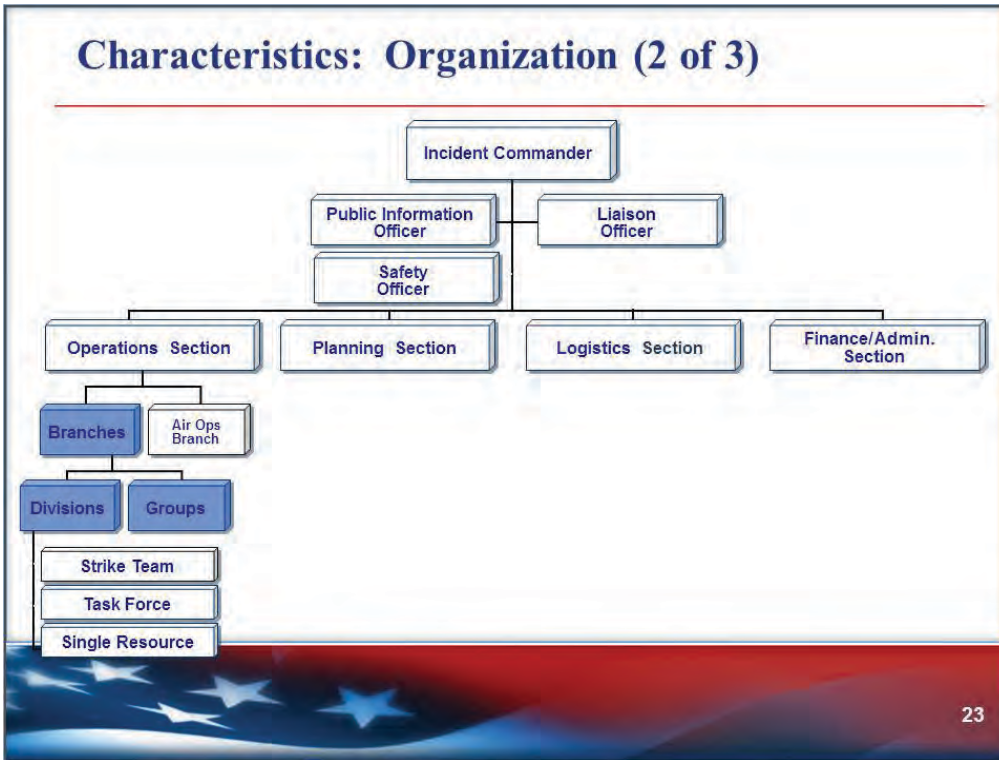 Characteristics: Organization (2 of 3)
Incident Commander
Public Information
Officer
Liaison
Officer
Safety
Officer
Operations Section
Planning Section
Logistics Section
Finance/Admin.
Section
Branches
Air Ops
Branch
Divisions
Groups
Strike Team
Task Force
Single Resource
23